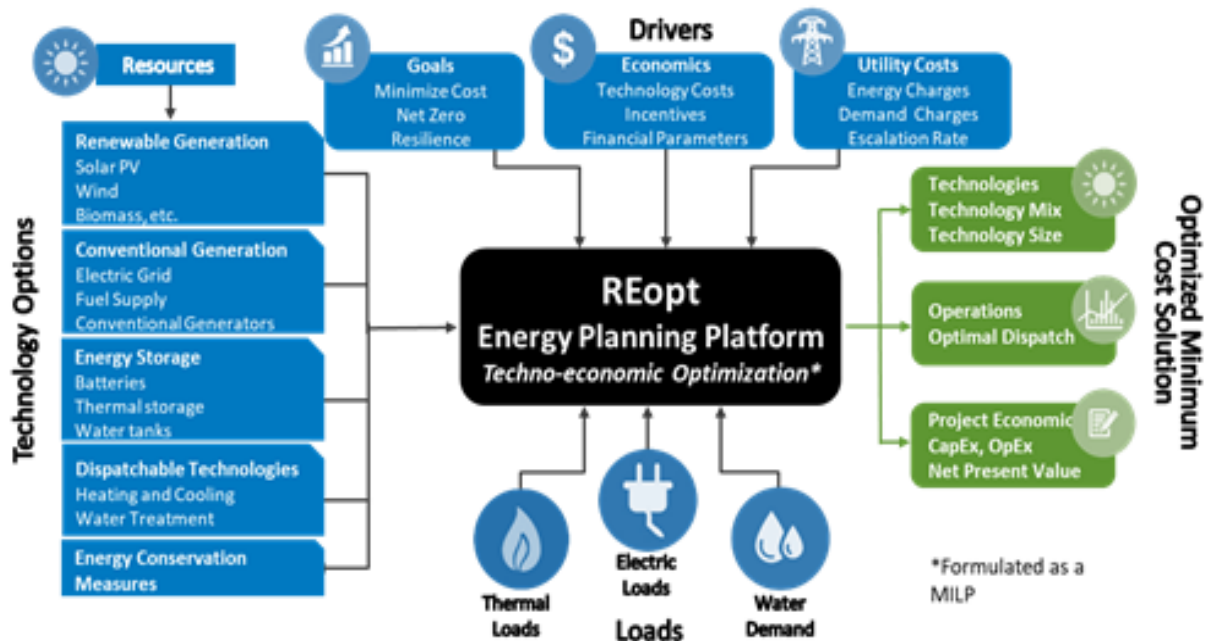 Drivers
Resources
Goals
Minimize Cost
Net Zero
Resilience
Economics
Technology Costs
Incentives
Financial Parameters
Utility Costs
Energy Charges
Demand Charges
Escalation Rate
Technology Options
Renewable Generation
Solar PV
Wind
Biomass, etc.
Conventional Generation
Electric Grid
Fuel Supply
Conventional Generators
Energy Storage
Batteries
Thermal storage
Water tanks
Dispatchable Technologies
Heating and Cooling
Water Treatment
Energy Conservation
Measures
REopt
Energy Planning Platform
Techno-economic Optimization*
Technologies
Technology Mix
Technology Size
Operations
Optimal Dispatch
Project Economic
CapEx, OpEx
Net Present Value
Optimized Minimum
Cost Solution
Thermal
Loads
Electric
Loads
Water
Demand
Loads
*Formulated as a
MILP